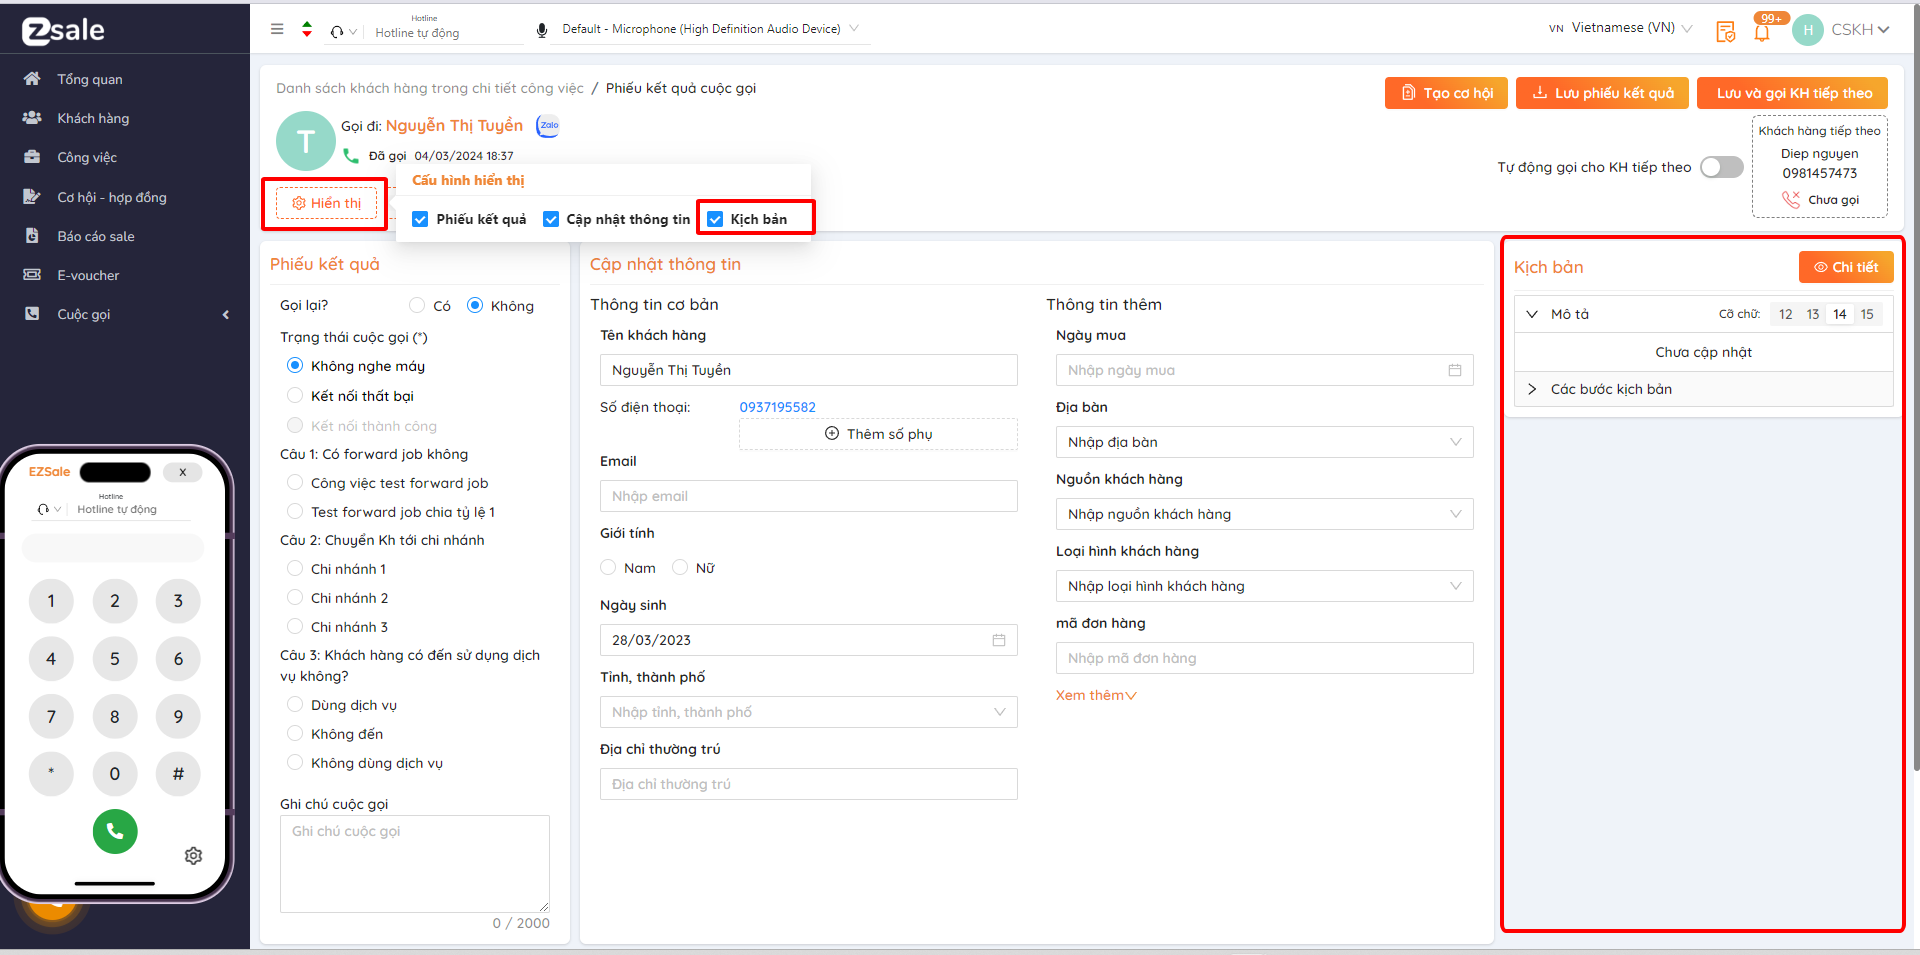 ezsale
Tổng quan
Khách hàng
Công việc
Cơ hội - hợp đồng
Báo cáo sale
E-voucher
Cuộc gọi
Hotline
Hotline tự động
Default - Microphone (High Definition Audio Device)
VN Vietnamese (VN)
99+
H
CSKH
Danh sách khách hàng trong chi tiết công việc / Phiếu kết quả cuộc gọi
Tạo cơ hội
Lưu phiếu kết quả
Lưu và gọi KH tiếp theo
T
Gọi đi: Nguyễn Thị Tuyền
Zalo
Đã gọi 04/03/2024 18:37
Hiển thị
Cấu hình hiển thị
Phiếu kết quả
Cập nhật thông tin
Kịch bản
Tự động gọi cho KH tiếp theo
Khách hàng tiếp theo
Diep nguyen
0981457473
Chưa gọi
Phiếu kết quả
Gọi lại?
Có
Không
Trạng thái cuộc gọi (*)
Không nghe máy
Kết nối thất bại
Kết nối thành công
Câu 1: Có forward job không
Công việc test forward job
Test forward job chia tỷ lệ 1
Câu 2: Chuyển Kh tới chi nhánh
Chi nhánh 1
Chi nhánh 2
Chi nhánh 3
Câu 3: Khách hàng có đến sử dụng dịch
vụ không?
Dùng dịch vụ
Không đến
Không dùng dịch vụ
Ghi chú cuộc gọi
Ghi chú cuộc gọi
0 / 2000
Cập nhật thông tin
Thông tin cơ bản
Tên khách hàng
Nguyễn Thị Tuyền
Số điện thoại:
0937195582
Thêm số phụ
Email
Nhập email
Giới tính
Nam
Nữ
Ngày sinh
28/03/2023
Tỉnh, thành phố
Nhập tỉnh, thành phố
Địa chỉ thường trú
Địa chỉ thường trú
Thông tin thêm
Ngày mua
Nhập ngày mua
Địa bàn
Nhập địa bàn
Nguồn khách hàng
Nhập nguồn khách hàng
Loại hình khách hàng
Nhập loại hình khách hàng
mã đơn hàng
Nhập mã đơn hàng
Xem thêm
Kịch bản
Chi tiết
Mô tả
Cỡ chữ: 12 13 14 15
Chưa cập nhật
Các bước kịch bản
EZSale
X
Hotline
Hotline tự động
1 2 3
4 5 6
7 8 9
* 0 #